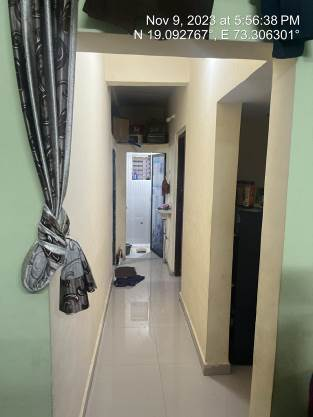 Nov 9, 2023 at 5:56:38 PM
N 19.092767°, E 73.306301°